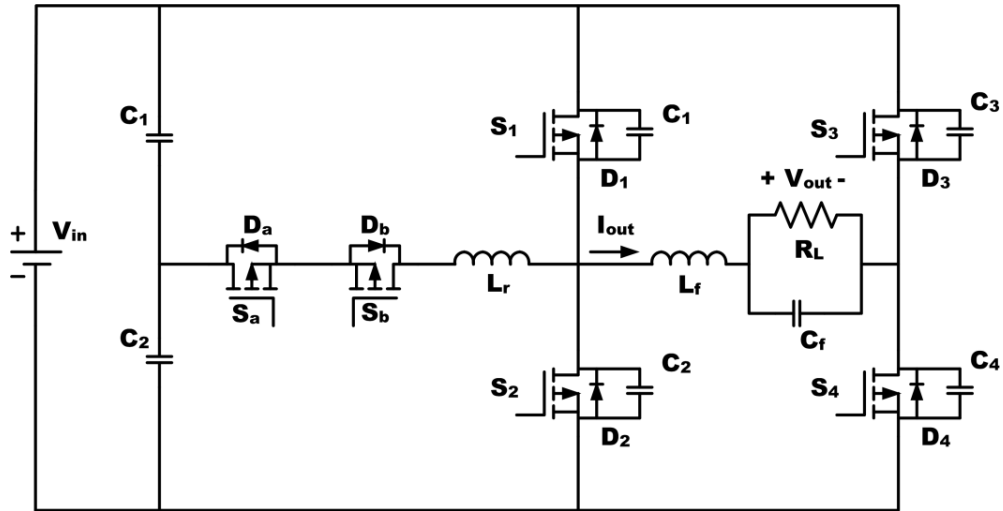 C1
S1
C1
D1
S3
C3
D3
+ Vout -
RL
Iout
+
Vin
−
Da
Db
Lr
Lf
Sa
Sb
Cf
C2
S2
C2
D2
S4
C4
D4